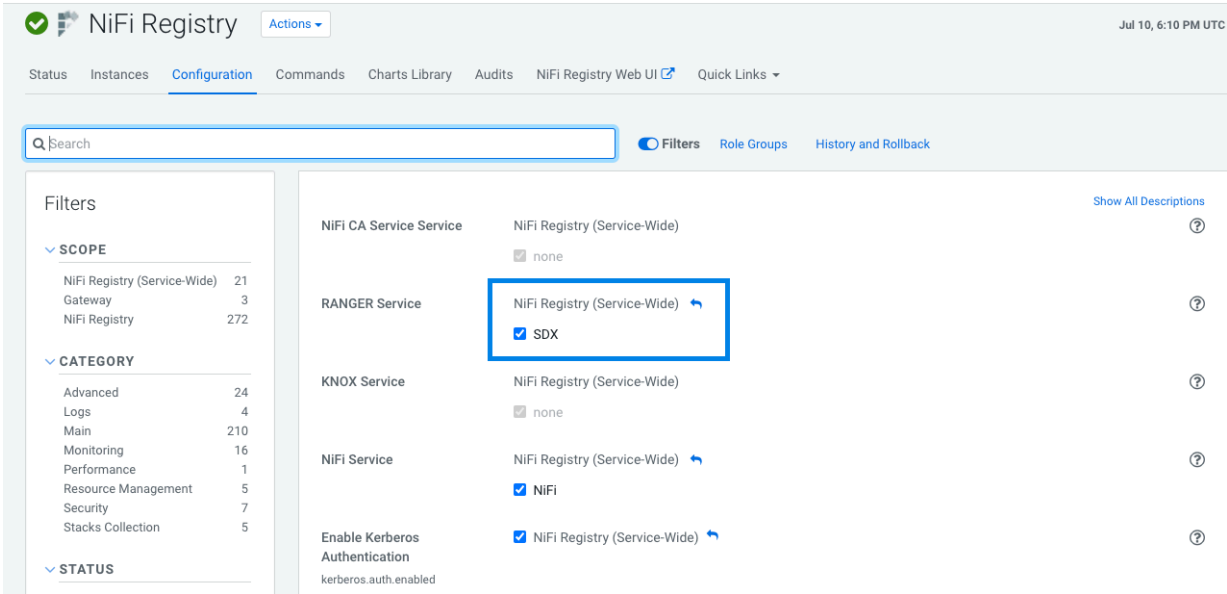 NiFi Registry Actions
Jul 10, 6:10 PM UTC
Status Instances Configuration Commands Charts Library Audits NiFi Registry Web UI Quick Links
Search
Filters Role Groups History and Rollback
Filters
SCOPE
NiFi Registry (Service-Wide) 21
Gateway 3
NiFi Registry 272
CATEGORY
Advanced 24
Logs 4
Main 210
Monitoring 16
Performance 1
Resource Management 5
Security 7
Stacks Collection 5
STATUS
Show All Descriptions
NiFi CA Service Service NiFi Registry (Service-Wide)
none
RANGER Service NiFi Registry (Service-Wide)
SDX
KNOX Service NiFi Registry (Service-Wide)
none
NiFi Service NiFi Registry (Service-Wide)
NiFi
Enable Kerberos NiFi Registry (Service-Wide)
Authentication
kerberos.auth.enabled